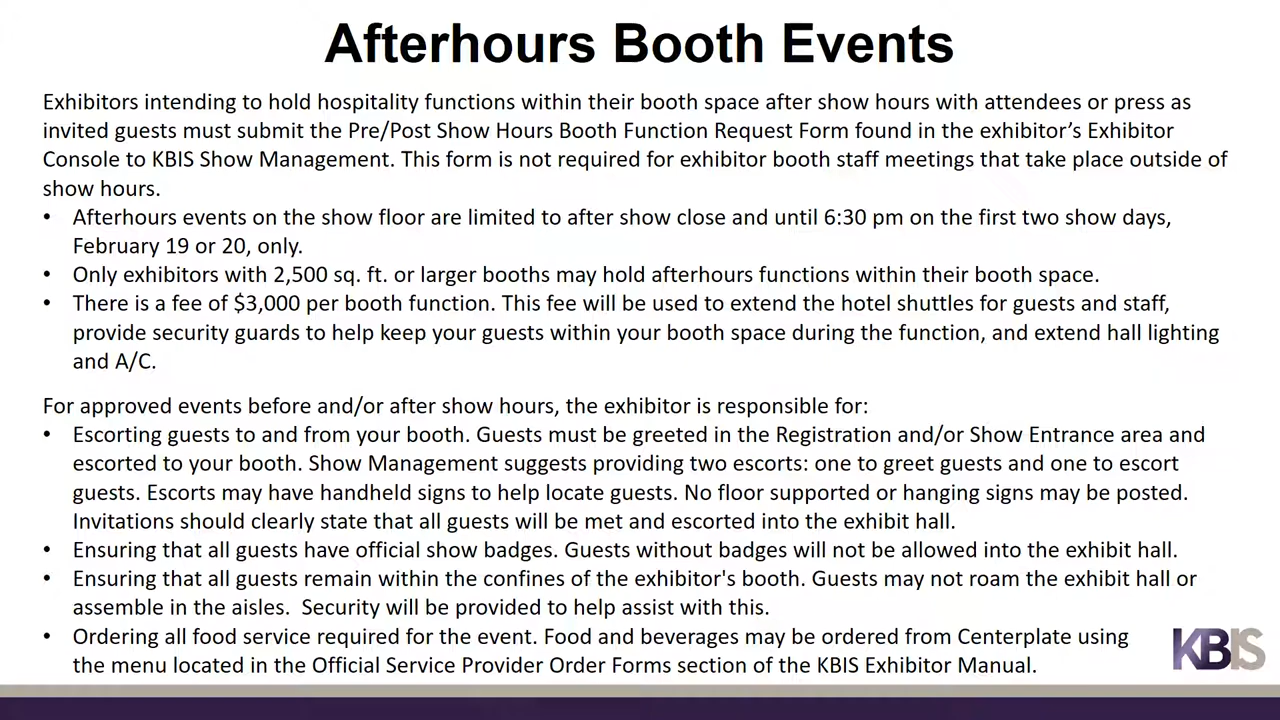 Afterhours Booth Events
Exhibitors intending to hold hospitality functions within their booth space after show hours with attendees or press as
invited guests must submit the Pre/Post Show Hours Booth Function Request Form found in the exhibitor’s Exhibitor
Console to KBIS Show Management. This form is not required for exhibitor booth staff meetings that take place outside of
show hours.
• Afterhours events on the show floor are limited to after show close and until 6:30 pm on the first two show days,
February 19 or 20, only.
• Only exhibitors with 2,500 sq. ft. or larger booths may hold afterhours functions within their booth space.
• There is a fee of $3,000 per booth function. This fee will be used to extend the hotel shuttles for guests and staff,
provide security guards to help keep your guests within your booth space during the function, and extend hall lighting
and A/C.
For approved events before and/or after show hours, the exhibitor is responsible for:
• Escorting guests to and from your booth. Guests must be greeted in the Registration and/or Show Entrance area and
escorted to your booth. Show Management suggests providing two escorts: one to greet guests and one to escort
guests. Escorts may have handheld signs to help locate guests. No floor supported or hanging signs may be posted.
Invitations should clearly state that all guests will be met and escorted into the exhibit hall.
• Ensuring that all guests have official show badges. Guests without badges will not be allowed into the exhibit hall.
• Ensuring that all guests remain within the confines of the exhibitor's booth. Guests may not roam the exhibit hall or
assemble in the aisles.  Security will be provided to help assist with this.
• Ordering all food service required for the event. Food and beverages may be ordered from Centerplate using
the menu located in the Official Service Provider Order Forms section of the KBIS Exhibitor Manual.
KBIS